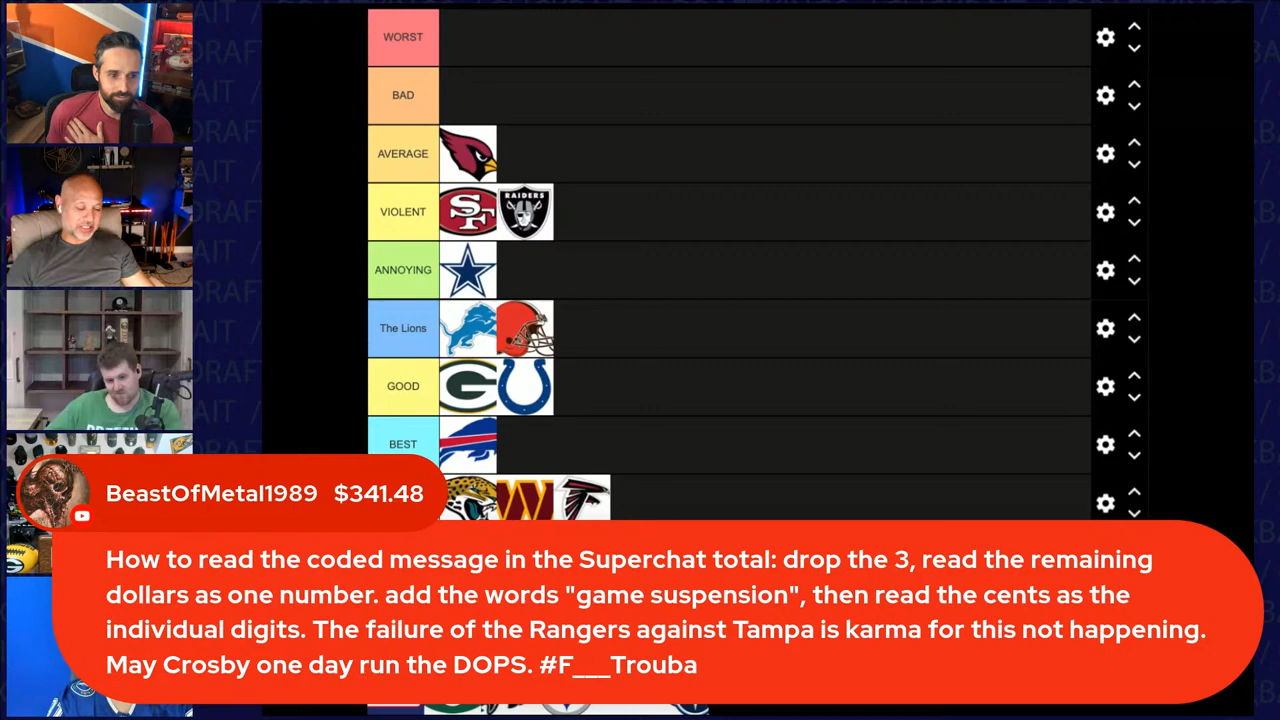 WORST
BAD
AVERAGE
VIOLENT
RAIDERS
SF
ANNOYING
The Lions
GOOD
G
BEST
W
BeastOfMetal1989 $341.48
How to read the coded message in the Superchat total: drop the 3, read the remaining
dollars as one number. add the words "game suspension", then read the cents as the
individual digits. The failure of the Rangers against Tampa is karma for this not happening.
May Crosby one day run the DOPS. #F___Trouba